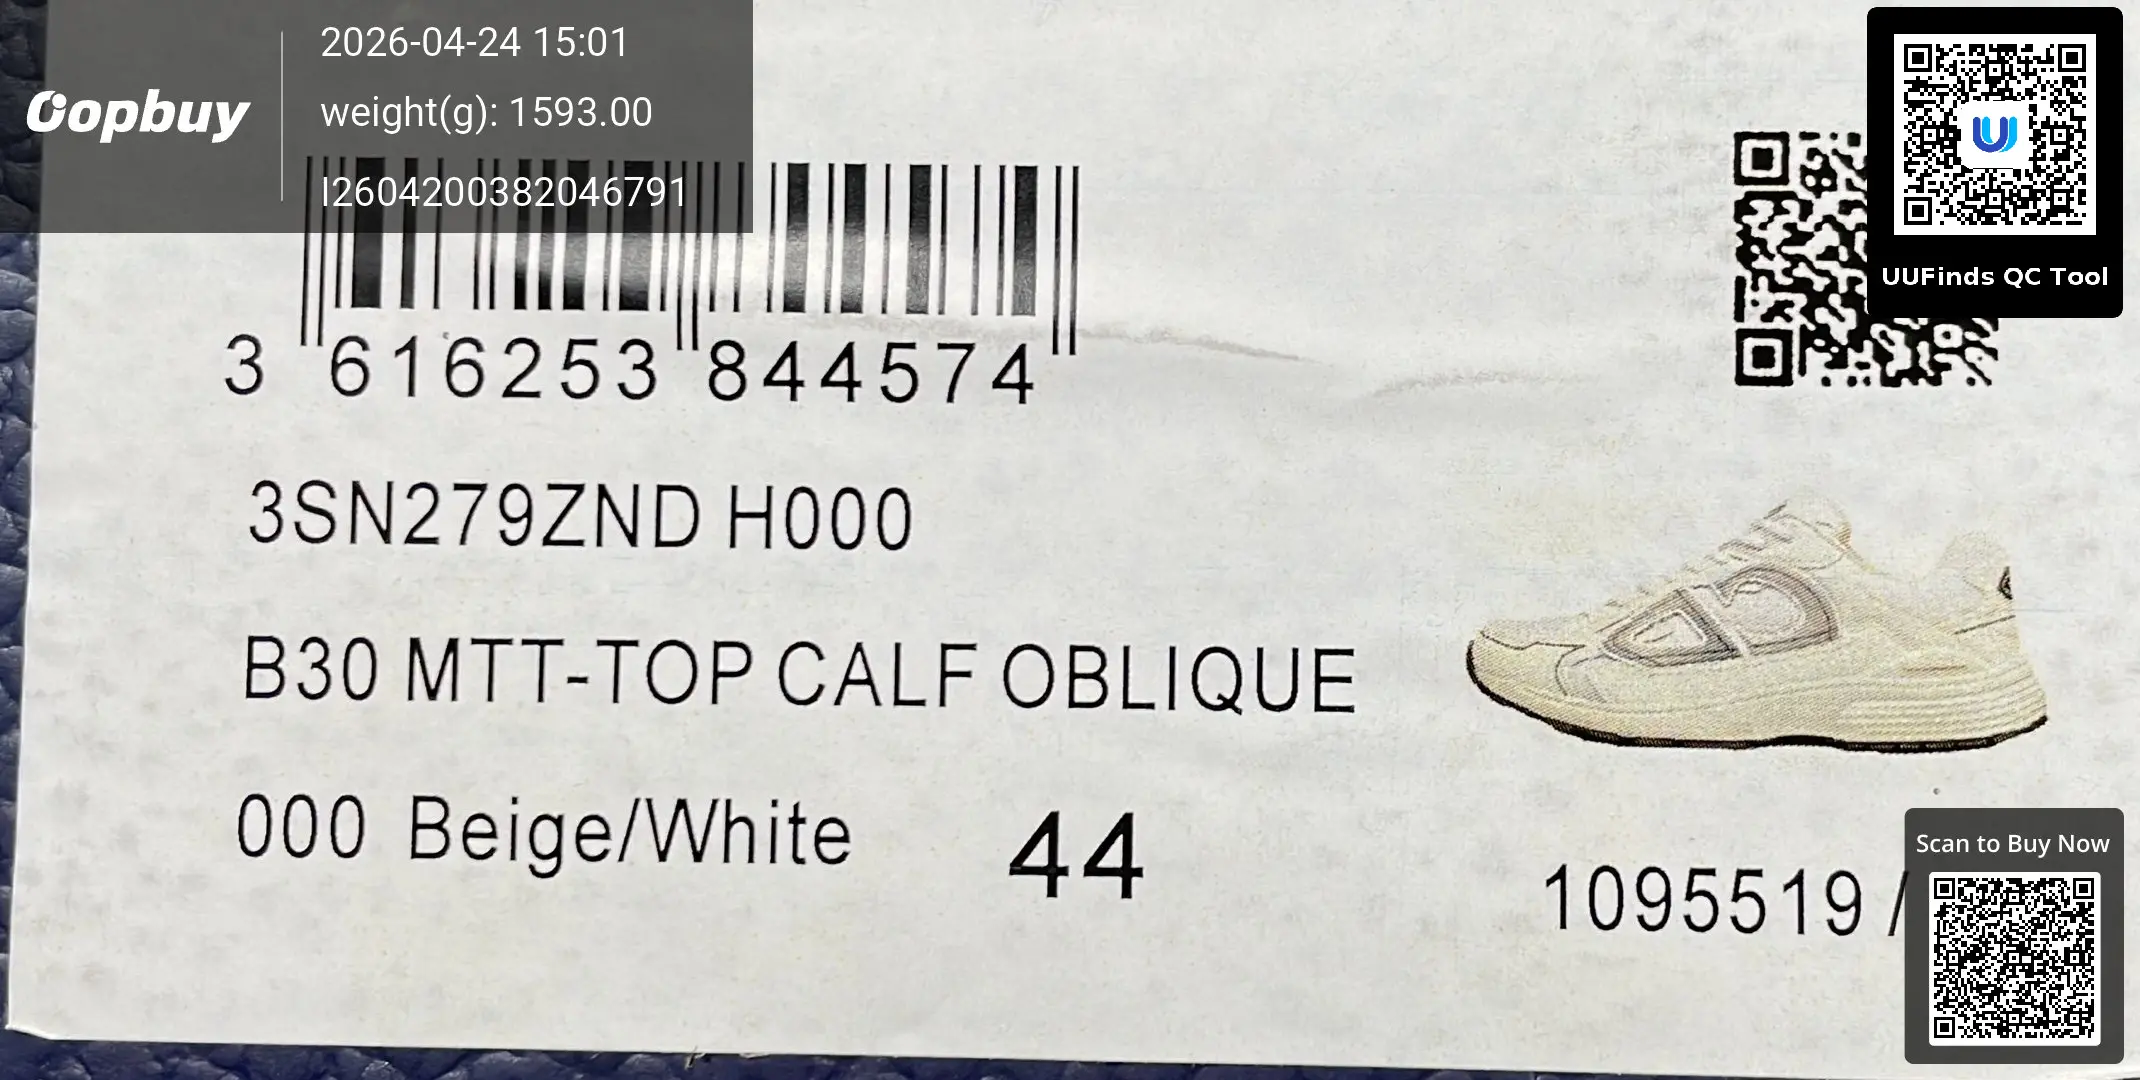 2026-04-24 15:01
Oopbuy
weight(g): 1593.00
I2604200382046791
UUFinds QC Tool
3 616253 844574
3SN279ZND H000
B30 MTT-TOP CALF OBLIQUE
000 Beige/White 44
Scan to Buy Now
1095519 /